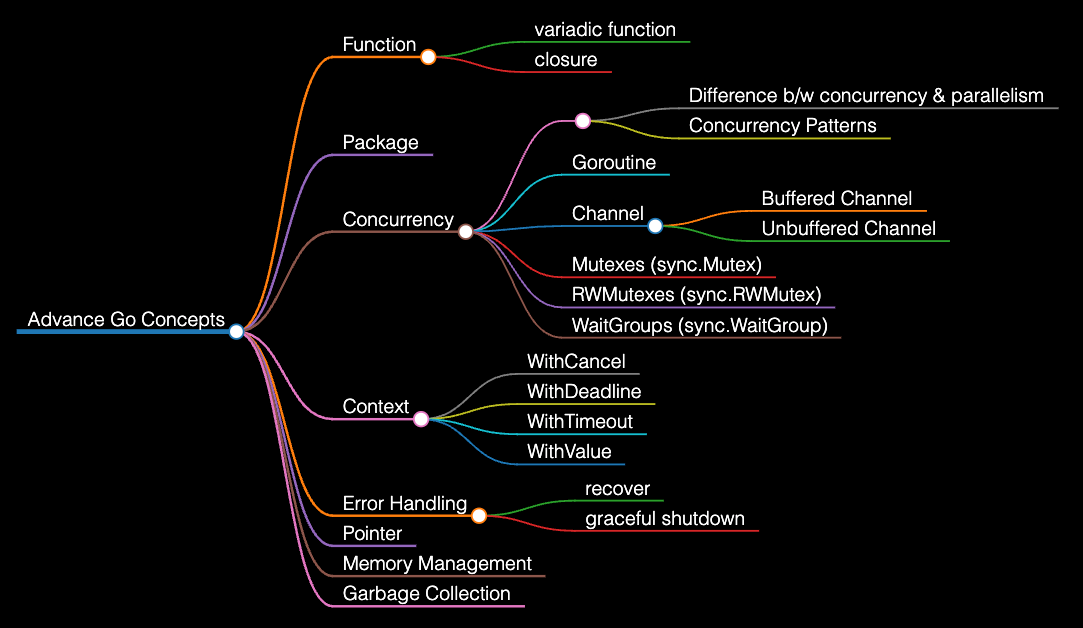 Advance Go Concepts
Function
variadic function
closure
Package
Concurrency
Difference b/w concurrency & parallelism
Concurrency Patterns
Goroutine
Channel
Buffered Channel
Unbuffered Channel
Mutexes (sync.Mutex)
RWMutexes (sync.RWMutex)
WaitGroups (sync.WaitGroup)
Context
WithCancel
WithDeadline
WithTimeout
WithValue
Error Handling
recover
graceful shutdown
Pointer
Memory Management
Garbage Collection